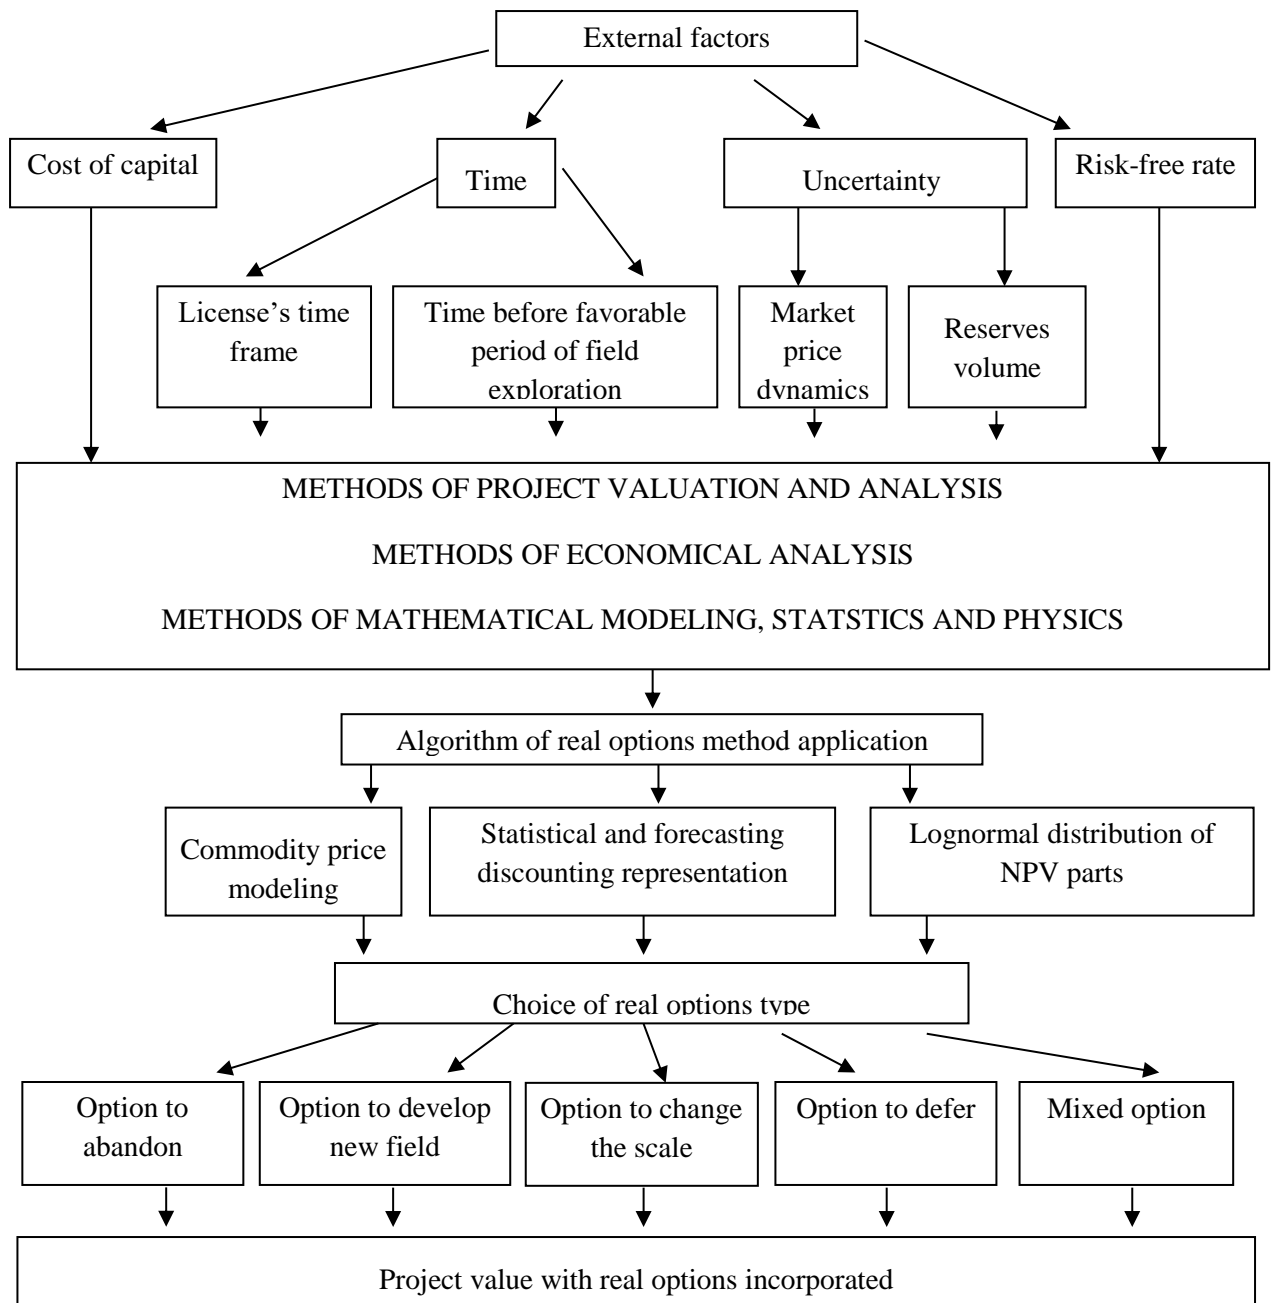 External factors
Cost of capital
Time
Uncertainty
Risk-free rate
License’s time
frame
Time before favorable
period of field
exploration
Market
price
dynamics
Reserves
volume
METHODS OF PROJECT VALUATION AND ANALYSIS
METHODS OF ECONOMICAL ANALYSIS
METHODS OF MATHEMATICAL MODELING, STATSTICS AND PHYSICS
Algorithm of real options method application
Commodity price
modeling
Statistical and forecasting
discounting representation
Lognormal distribution of
NPV parts
Choice of real options type
Option to
abandon
Option to develop
new field
Option to change
the scale
Option to defer
Mixed option
Project value with real options incorporated